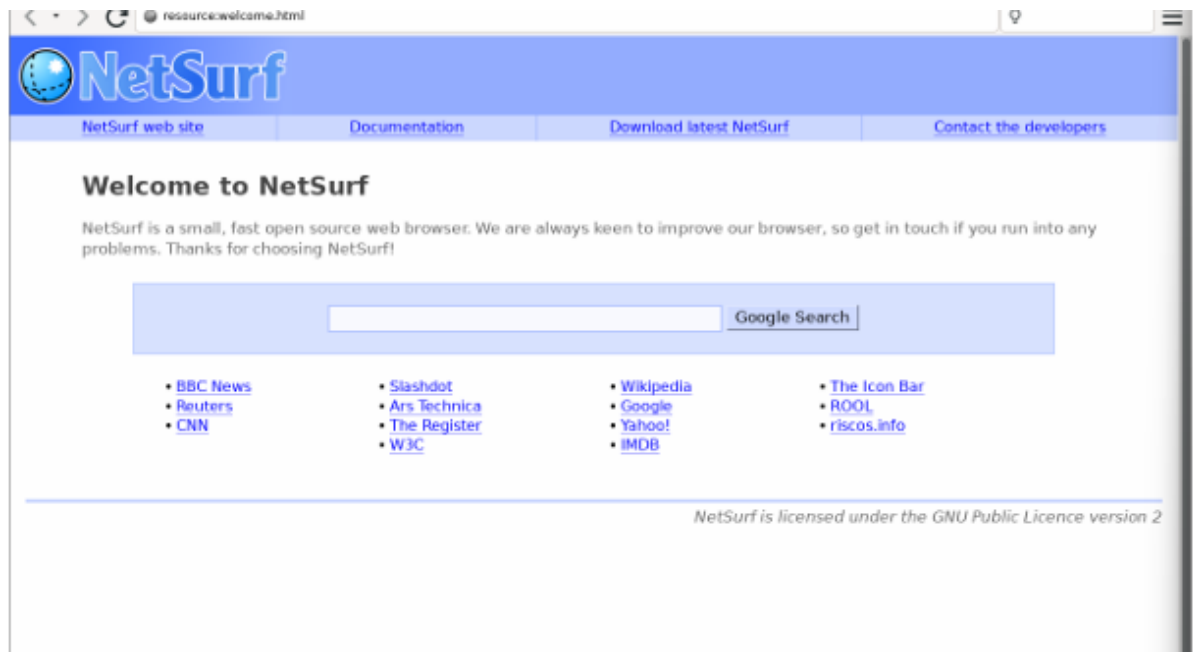 resource:welcome.html
NetSurf
NetSurf web site Documentation Download latest NetSurf Contact the developers
Welcome to NetSurf
NetSurf is a small, fast open source web browser. We are always keen to improve our browser, so get in touch if you run into any
problems. Thanks for choosing NetSurf!
Google Search
• BBC News • Slashdot • Wikipedia • The Icon Bar
• Reuters • Ars Technica • Google • ROOL
• CNN • The Register • Yahoo! • riscos.info
• W3C • IMDB
NetSurf is licensed under the GNU Public Licence version 2